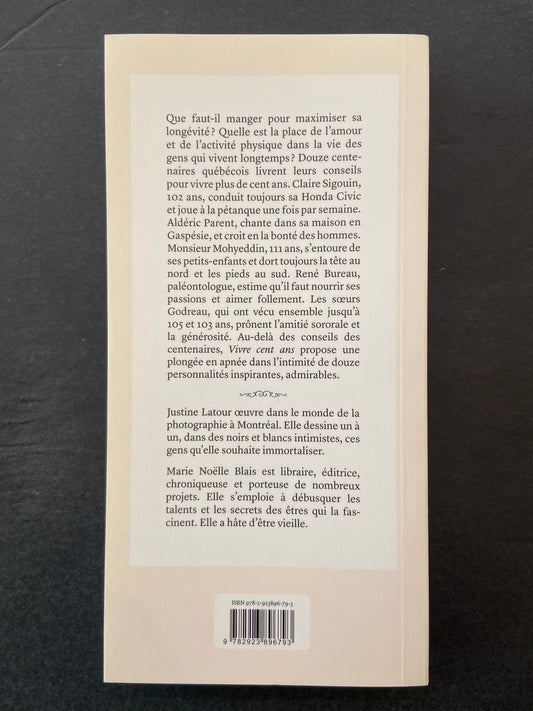 Que faut-il manger pour maximiser sa
longévité ? Quelle est la place de l'amour
et de l'activité physique dans la vie des
gens qui vivent longtemps ? Douze cente-
naires québécois livrent leurs conseils
pour vivre plus de cent ans. Claire Sigouin,
102 ans, conduit toujours sa Honda Civic
et joue à la pétanque une fois par semaine.
Aldéric Parent, chante dans sa maison en
Gaspésie, et croit en la bonté des hommes.
Monsieur Mohyeddin, 111 ans, s'entoure de
ses petits-enfants et dort toujours la tête au
nord et les pieds au sud. René Bureau,
paléontologue, estime qu'il faut nourrir ses
passions et aimer follement. Les sœurs
Godreau, qui ont vécu ensemble jusqu'à
105 et 103 ans, prônent l'amitié sororale et
la générosité. Au-delà des conseils des
centenaires, Vivre cent ans propose une
plongée en apnée dans l'intimité de douze
personnalités inspirantes, admirables.
Justine Latour œuvre dans le monde de la
photographie à Montréal. Elle dessine un à
un, dans des noirs et blancs intimistes, ces
gens qu'elle souhaite immortaliser.
Marie Noëlle Blais est libraire, éditrice,
chroniqueuse et porteuse de nombreux
projets. Elle s'emploie à débusquer les
talents et les secrets des êtres qui la fas-
cinent. Elle a hâte d'être vieille.
ISBN 978-2-923896-79-3
9 782923 896793